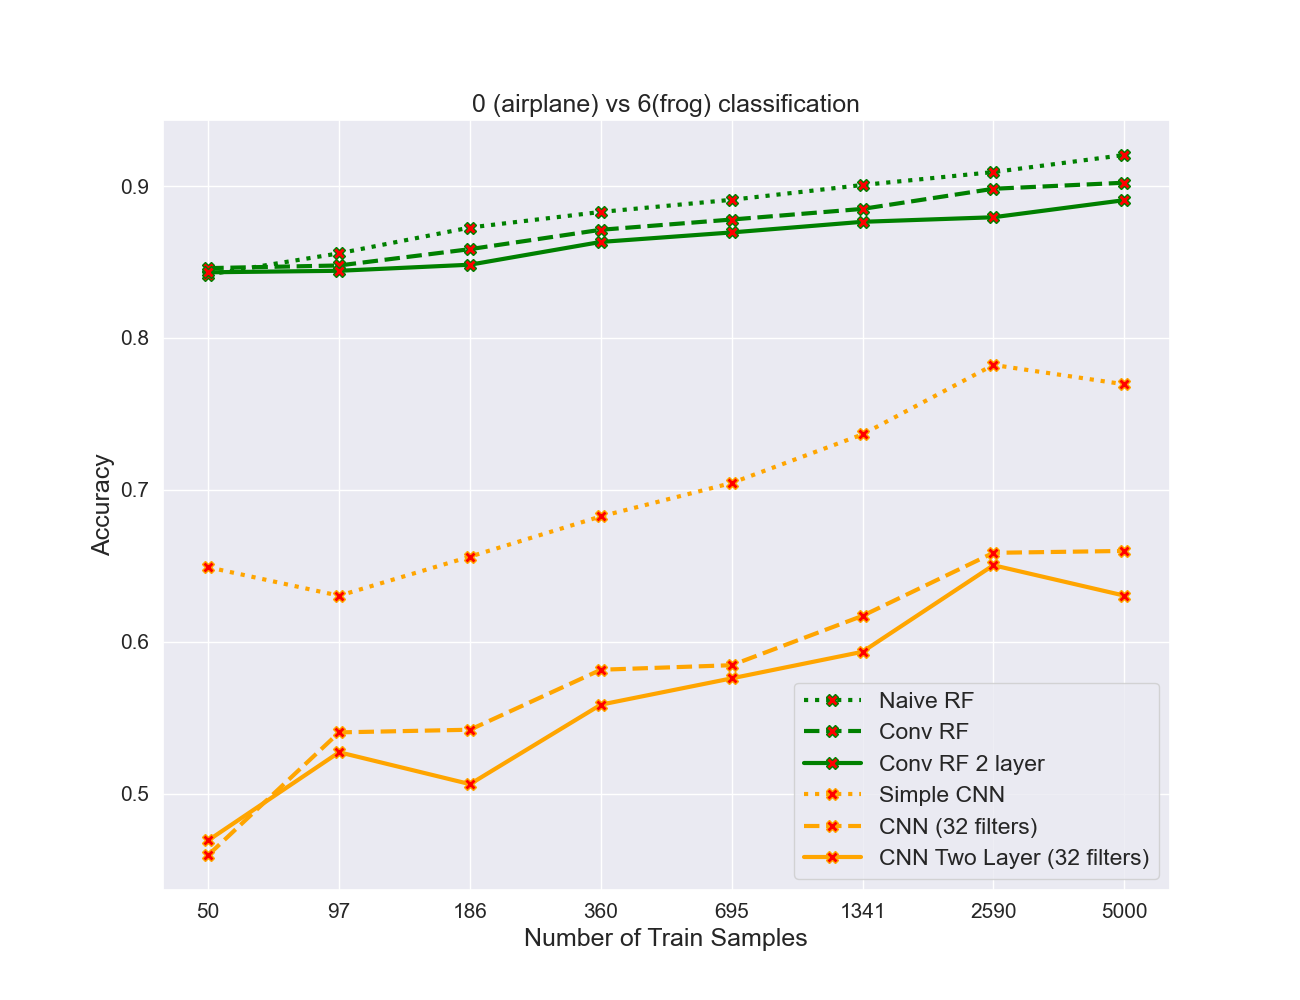 0 (airplane) vs 6(frog) classification
0.9
0.8
0.7
0.6
0.5
Accuracy
Naive RF
Conv RF
Conv RF 2 layer
Simple CNN
CNN (32 filters)
CNN Two Layer (32 filters)
50 97 186 360 695 1341 2590 5000
Number of Train Samples